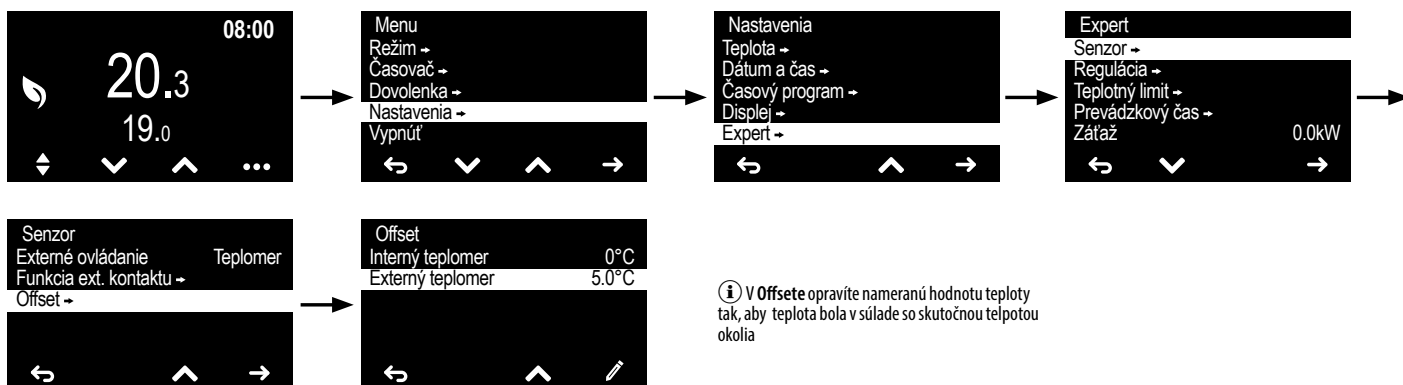 08:00
20.3
19.0
Menu
Režim
Časovač
Dovolenka
Nastavenia
Vypnúť
Nastavenia
Teplota
Dátum a čas
Časový program
Displej
Expert
Expert
Senzor
Regulácia
Teplotný limit
Prevádzkový čas
Záťaž 0.0kW
Senzor
Externé ovládanie Teplomer
Funkcia ext. kontaktu
Offset
Offset
Interný teplomer 0°C
Externý teplomer 5.0°C
i V Offsete opravíte nameranú hodnotu teploty
tak, aby teplota bola v súlade so skutočnou telpotou
okolia